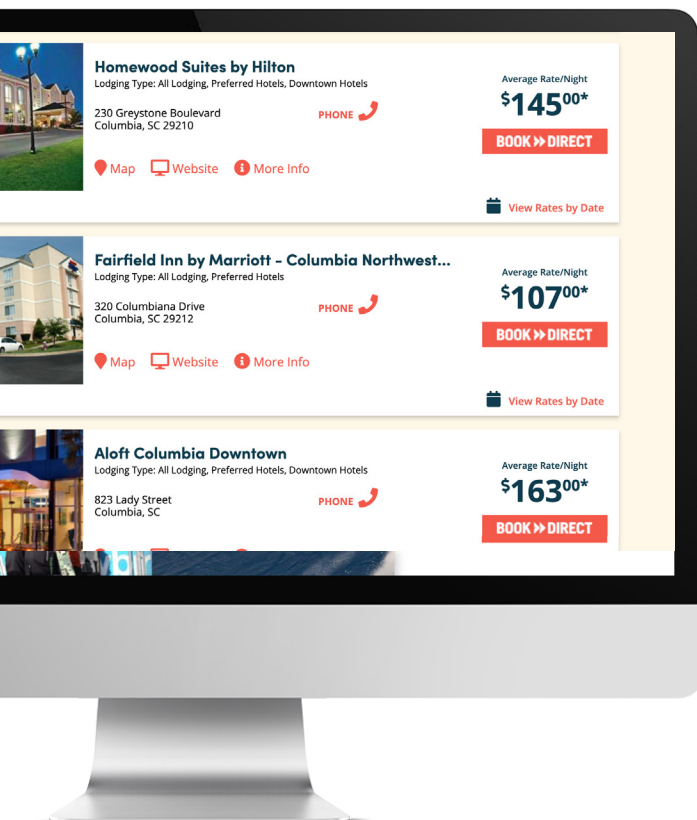 Homewood Suites by Hilton
Lodging Type: All Lodging, Preferred Hotels, Downtown Hotels
230 Greystone Boulevard
Columbia, SC 29210
PHONE
Map Website More Info
Average Rate/Night
$145⁰⁰*
BOOK DIRECT
View Rates by Date
Fairfield Inn by Marriott - Columbia Northwest...
Lodging Type: All Lodging, Preferred Hotels
320 Columbiana Drive
Columbia, SC 29212
PHONE
Map Website More Info
Average Rate/Night
$107⁰⁰*
BOOK DIRECT
View Rates by Date
Aloft Columbia Downtown
Lodging Type: All Lodging, Preferred Hotels, Downtown Hotels
823 Lady Street
Columbia, SC
PHONE
Average Rate/Night
$163⁰⁰*
BOOK DIRECT